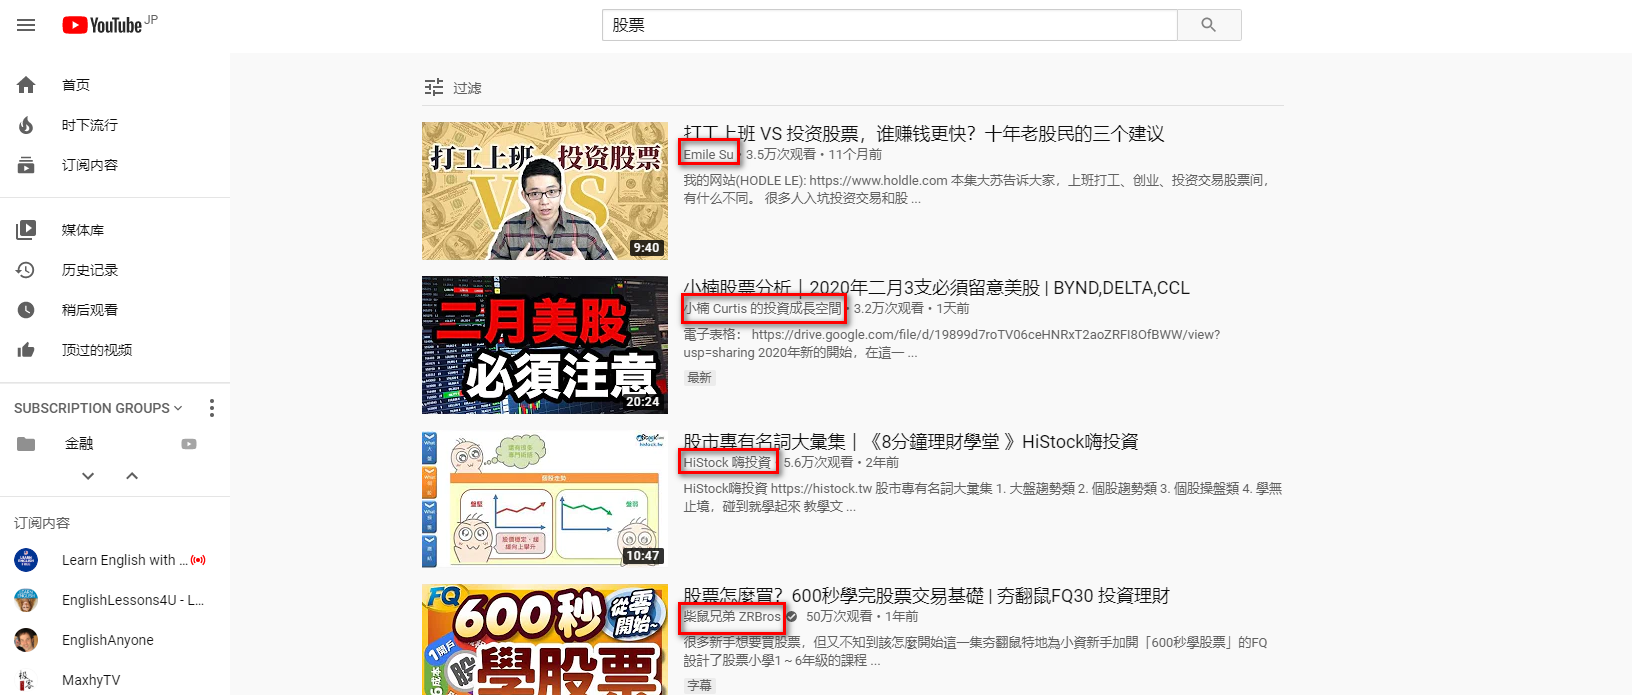 YouTube JP
股票
首页
时下流行
订阅内容
媒体库
历史记录
稍后观看
顶过的视频
SUBSCRIPTION GROUPS
金融
订阅内容
Learn English with ...
EnglishLessons4U - L...
EnglishAnyone
MaxhyTV
过滤
打工上班 VS 投资股票
9:40
打工上班 VS 投资股票，谁赚钱更快？十年老股民的三个建议
Emile Su • 3.5万次观看 • 11个月前
我的网站(HODLE LE): https://www.holdle.com 本集大苏告诉大家，上班打工、创业、投资交易股票间，
有什么不同。 很多人入坑投资交易和股 ...
二月美股
必須注意
20:24
小楠股票分析｜2020年二月3支必須留意美股 | BYND,DELTA,CCL
小楠 Curtis 的投資成長空間 • 3.2万次观看 • 1天前
電子表格： https://drive.google.com/file/d/19899d7roTV06ceHNRxT2aoZRFI8OfBWW/view?
usp=sharing 2020年新的開始，在這一 ...
最新
10:47
股市專有名詞大彙集｜《8分鐘理財學堂 》HiStock嗨投資
HiStock 嗨投資 5.6万次观看 • 2年前
HiStock嗨投資 https://histock.tw 股市專有名詞大彙集 1. 大盤趨勢類 2. 個股趨勢類 3. 個股操盤類 4. 學無
止境，碰到就學起來 教學文 ...
FQ 600秒 從零開始~
1開戶
學股票
股票怎麼買？600秒學完股票交易基礎 | 夯翻鼠FQ30 投資理財
柴鼠兄弟 ZRBros 50万次观看 • 1年前
很多新手想要買股票，但又不知到該怎麼開始這一集夯翻鼠特地為小資新手加開「600秒學股票」的FQ
設計了股票小學1～6年級的課程 ...
字幕